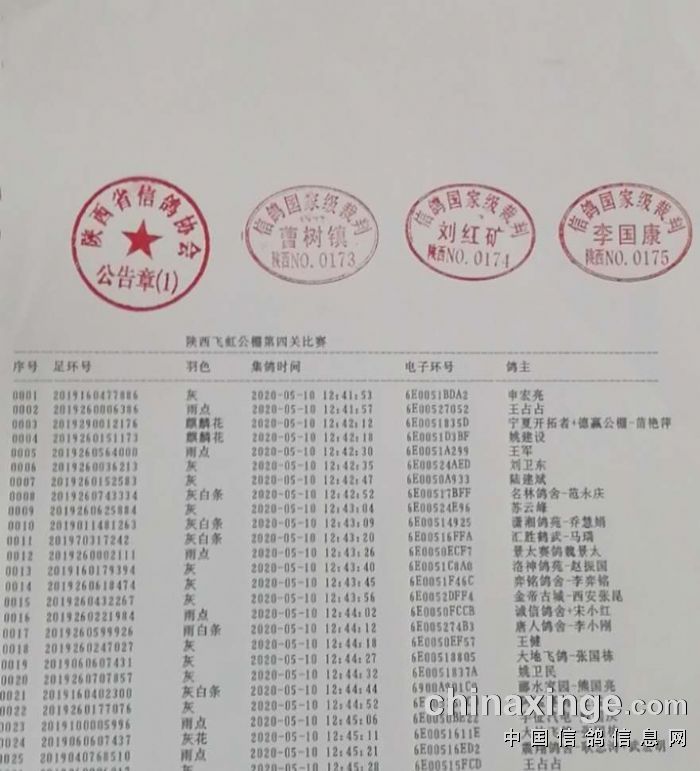 陕西省信鸽协会
公告章(1)
信鸽国家级裁判
曹树镇
陕西NO.0173
信鸽国家级裁判
刘红矿
陕西NO.0174
信鸽国家级裁判
李国康
陕西NO.0175
陕西飞虹公棚第四关比赛
序号 足环号 羽色 集鸽时间 电子环号 鸽主
0001 2019160477886 灰 2020-05-10 12:41:53 6E0051BDA2 申宏亮
0002 2019260006386 雨点 2020-05-10 12:41:57 6E00527052 王占占
0003 2019290012176 麒麟花 2020-05-10 12:42:12 6E0051835D 宁夏开拓者+德赢公棚-苗艳萍
0004 2019260151173 麒麟花 2020-05-10 12:42:18 6E0051D3BF 姚建设
0005 2019260564000 雨点 2020-05-10 12:42:30 6E0051A299 王军
0006 2019260036213 灰 2020-05-10 12:42:35 6E00524AED 刘卫东
0007 2019260152583 灰 2020-05-10 12:42:47 6E0050A933 陆建斌
0008 2019260743334 灰白条 2020-05-10 12:42:52 6E00517BFF 名林鸽舍-范永庆
0009 2019260625884 灰 2020-05-10 12:43:04 6E00524E96 苏云峰
0010 2019011481263 灰白条 2020-05-10 12:43:09 6E00514925 潇湘鸽苑-乔慧娟
0011 201970317242 灰白条 2020-05-10 12:43:20 6E00516FFA 汇胜鹤武-马瑞
0012 2019260002111 雨点 2020-05-10 12:43:26 6E0050ECF7 景太赛鸽魏景太
0013 2019160179394 灰 2020-05-10 12:43:40 6E0051C8A0 洛神鸽苑-赵振国
0014 2019260618474 灰 2020-05-10 12:43:45 6E0051F46C 弈铭鸽舍-李弈铭
0015 2019260432267 灰 2020-05-10 12:43:56 6E0052DFF4 金帝古城-西安张昆
0016 2019260221984 雨点 2020-05-10 12:44:02 6E0050FCCB 诚信鸽舍+宋小红
0017 2019260599926 雨白条 2020-05-10 12:44:12 6E005274B3 唐人鸽舍-李小刚
0018 2019260247027 灰 2020-05-10 12:44:18 6E0050EF57 王健
0019 2019060607431 灰 2020-05-10 12:44:27 6E00518805 大地飞鸽-张国栋
0020 2019260707857 灰 2020-05-10 12:44:32 6E0051837A 姚卫民
0021 2019160402300 灰白条 2020-05-10 12:44:44 郦水家园-熊国亮
0022 2019260177076 灰 2020-05-10 12:44:52
0023 2019100005996 雨点 2020-05-10 12:45:06
0024 2019060607437 灰花 2020-05-10 12:45:11 6E0051611E
0025 2019040768510 雨点 2020-05-10 12:45:21 6E00516ED2
灰 2020-05-10 12:45:28 6E00515FCD 王占占
chinaxinge.com
中国信鸽信息网